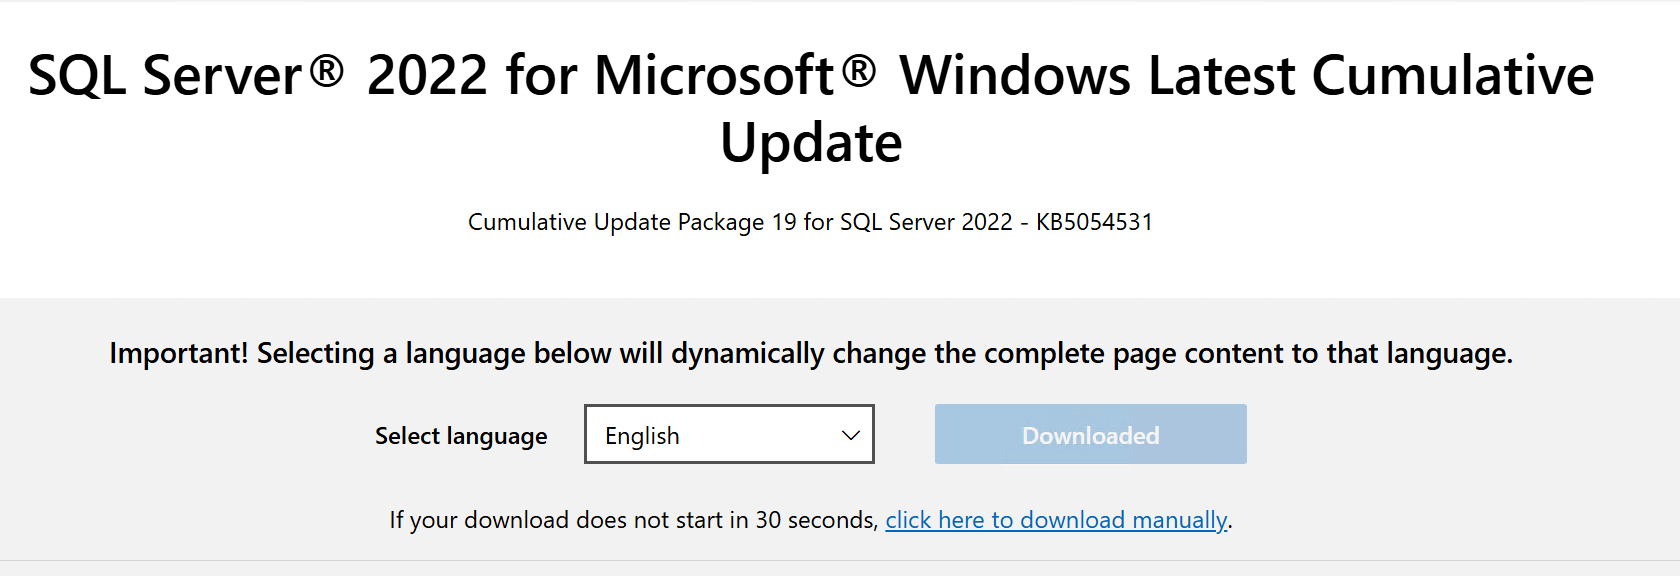 SQL Server® 2022 for Microsoft® Windows Latest Cumulative
Update
Cumulative Update Package 19 for SQL Server 2022 - KB5054531
Important! Selecting a language below will dynamically change the complete page content to that language.
Select language English Downloaded
If your download does not start in 30 seconds, click here to download manually.